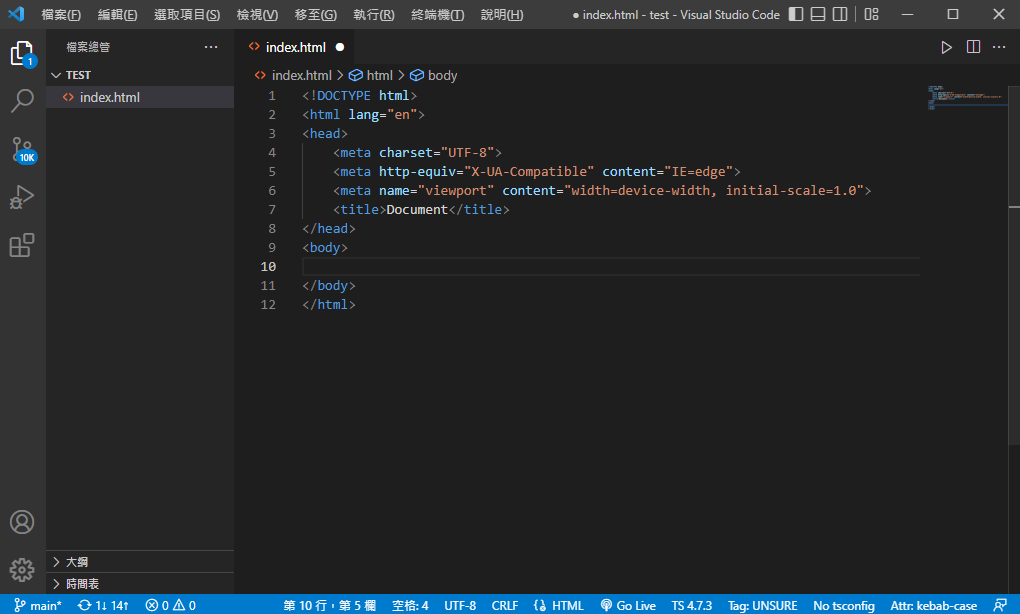 檔案(F) 編輯(E) 選取項目(S) 檢視(V) 移至(G) 執行(R) 終端機(T) 說明(H) ● index.html - test - Visual Studio Code
檔案總管
TEST
index.html
index.html
index.html > html > body
1 <!DOCTYPE html>
2 <html lang="en">
3 <head>
4 <meta charset="UTF-8">
5 <meta http-equiv="X-UA-Compatible" content="IE=edge">
6 <meta name="viewport" content="width=device-width, initial-scale=1.0">
7 <title>Document</title>
8 </head>
9 <body>
10
11 </body>
12 </html>
1
10K
大綱
時間表
main* 1↓ 14↑ 0 0 第 10 行，第 5 欄 空格: 4 UTF-8 CRLF HTML Go Live TS 4.7.3 Tag: UNSURE No tsconfig Attr: kebab-case